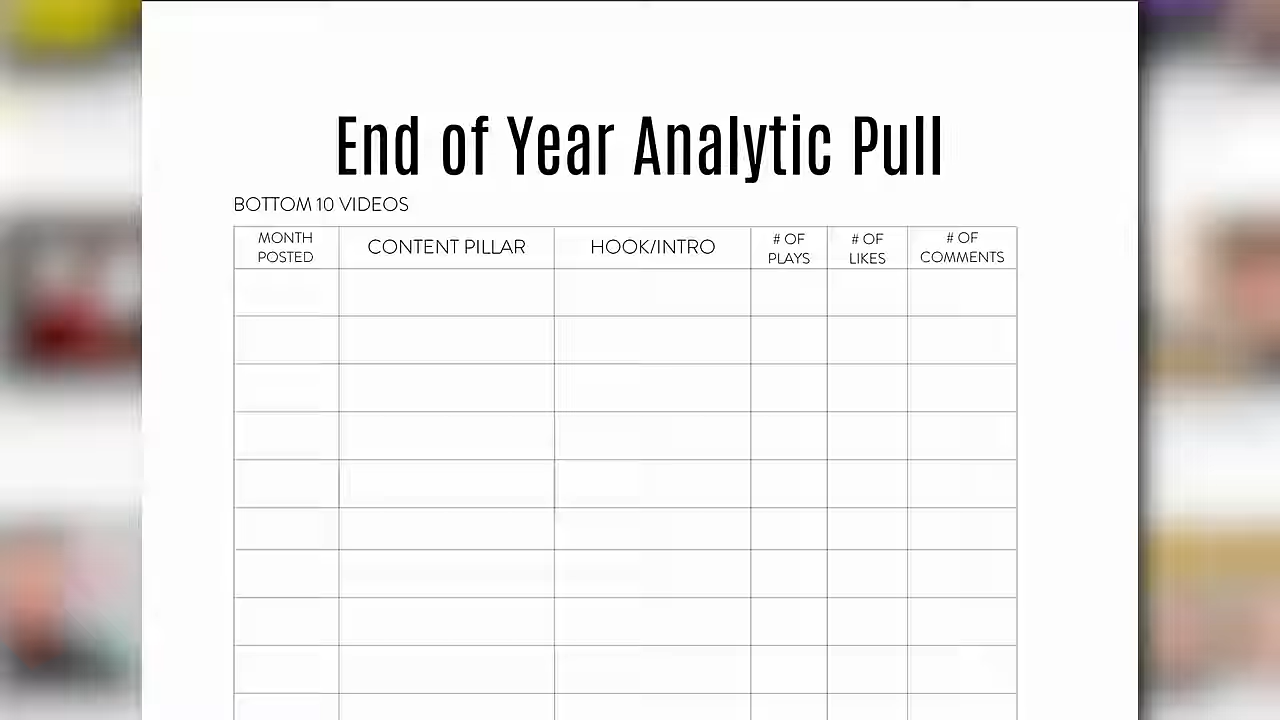 End of Year Analytic Pull
BOTTOM 10 VIDEOS
MONTH POSTED
CONTENT PILLAR
HOOK/INTRO
# OF PLAYS
# OF LIKES
# OF COMMENTS